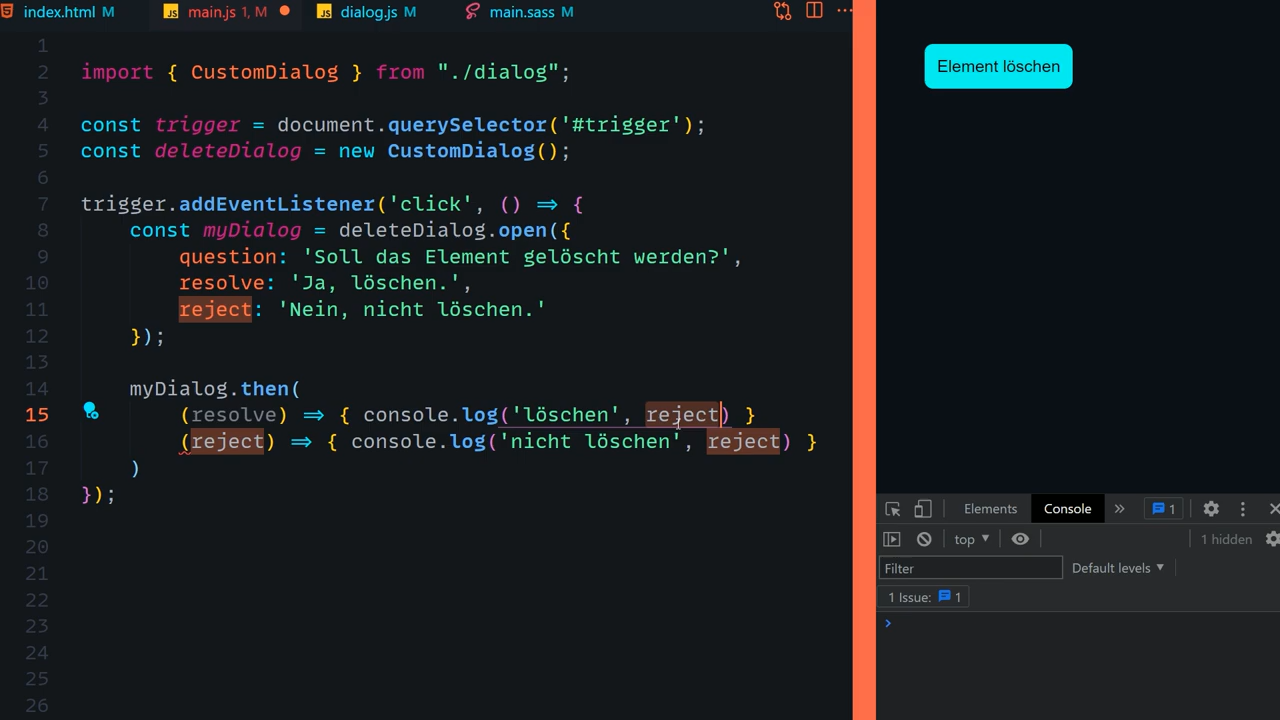 index.html M
JS main.js 1, M
JS dialog.js M
main.sass M
1
2 import { CustomDialog } from "./dialog";
3
4 const trigger = document.querySelector('#trigger');
5 const deleteDialog = new CustomDialog();
6
7 trigger.addEventListener('click', () => {
8 const myDialog = deleteDialog.open({
9 question: 'Soll das Element gelöscht werden?',
10 resolve: 'Ja, löschen.',
11 reject: 'Nein, nicht löschen.'
12 });
13
14 myDialog.then(
15 (resolve) => { console.log('löschen', reject) }
16 (reject) => { console.log('nicht löschen', reject) }
17 )
18 });
19
20
21
22
23
24
25
26
Element löschen
Elements Console » 1
top 1 hidden
Filter Default levels
1 Issue: 1